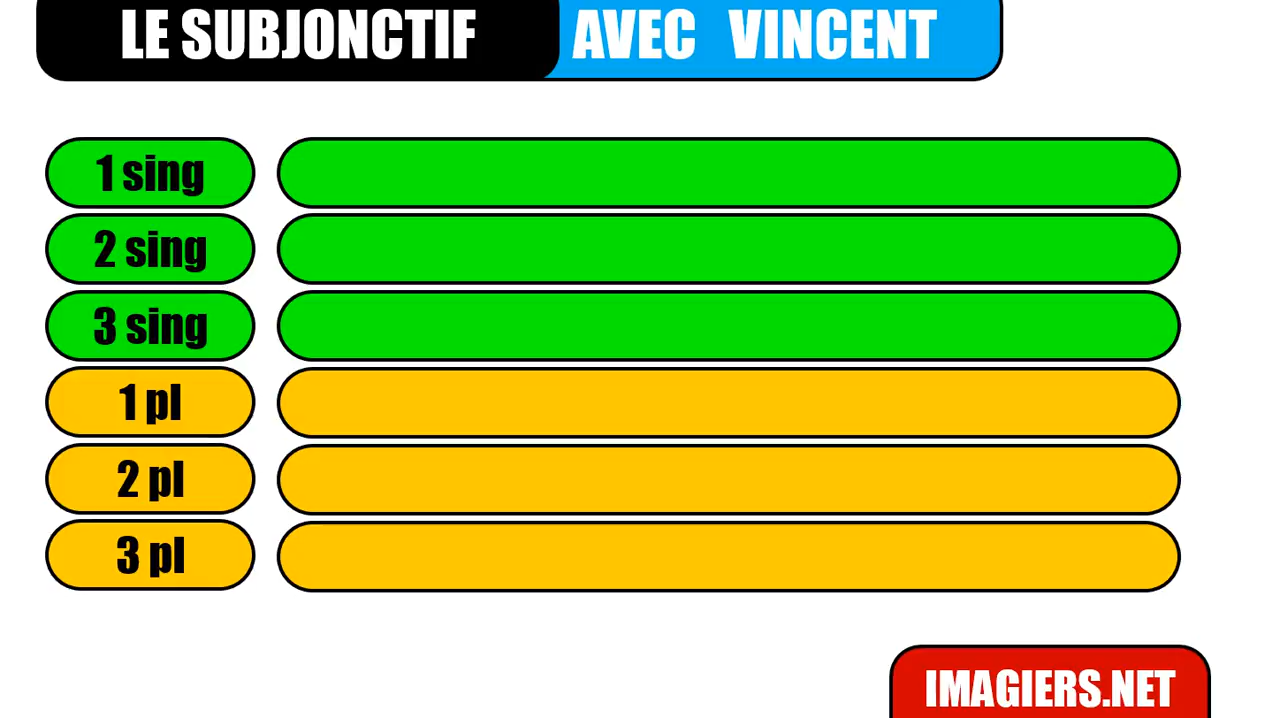 LE SUBJONCTIF AVEC VINCENT
1 sing
2 sing
3 sing
1 pl
2 pl
3 pl
IMAGIERS.NET